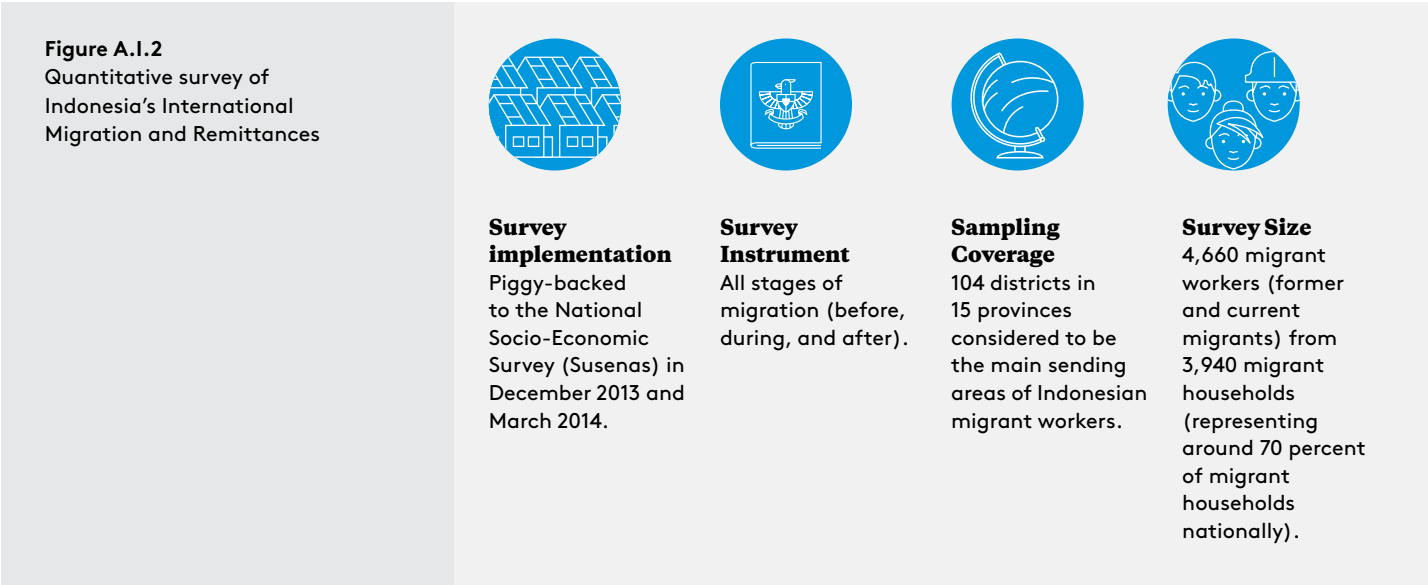 Figure A.I.2
Quantitative survey of
Indonesia's International
Migration and Remittances
Survey
implementation
Piggy-backed
to the National
Socio-Economic
Survey (Susenas) in
December 2013 and
March 2014.
Survey
Instrument
All stages of
migration (before,
during, and after).
Sampling
Coverage
104 districts in
15 provinces
considered to be
the main sending
areas of Indonesian
migrant workers.
Survey Size
4,660 migrant
workers (former
and current
migrants) from
3,940 migrant
households
(representing
around 70 percent
of migrant
households
nationally).